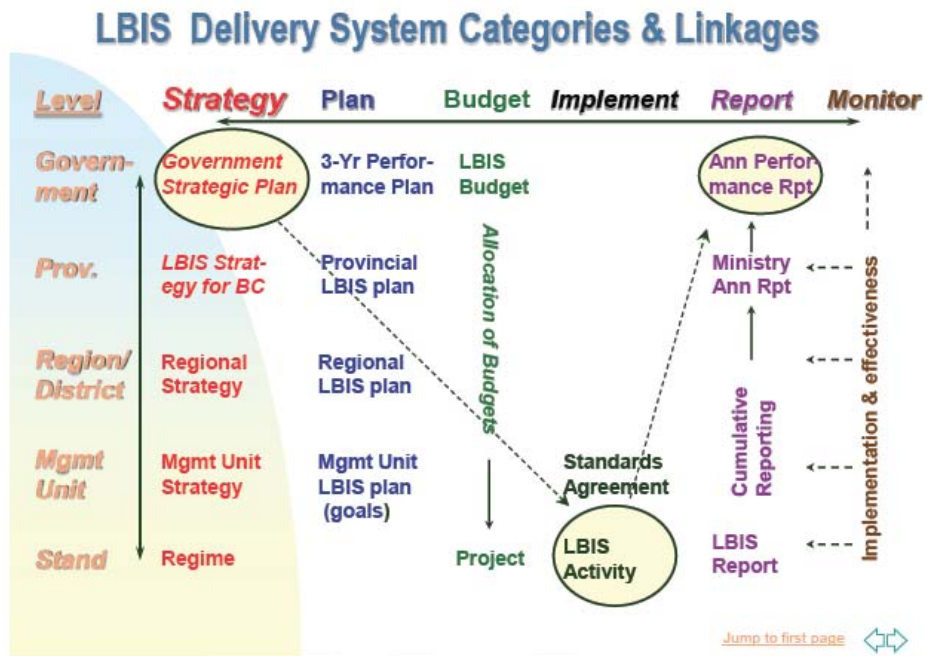 LBIS Delivery System Categories & Linkages
Level Strategy Plan Budget Implement Report Monitor
Govern-
ment
Government
Strategic Plan
3-Yr Perfor-
mance Plan
LBIS
Budget
Ann Perfor-
mance Rpt
Prov.
LBIS Strat-
egy for BC
Provincial
LBIS plan
Ministry
Ann Rpt
Allocation of Budgets
Implementation & effectiveness
Region/
District
Regional
Strategy
Regional
LBIS plan
Cumulative
Reporting
Mgmt
Unit
Mgmt Unit
Strategy
Mgmt Unit
LBIS plan
(goals)
Standards
Agreement
Stand
Regime
Project
LBIS
Activity
LBIS
Report
Jump to first page